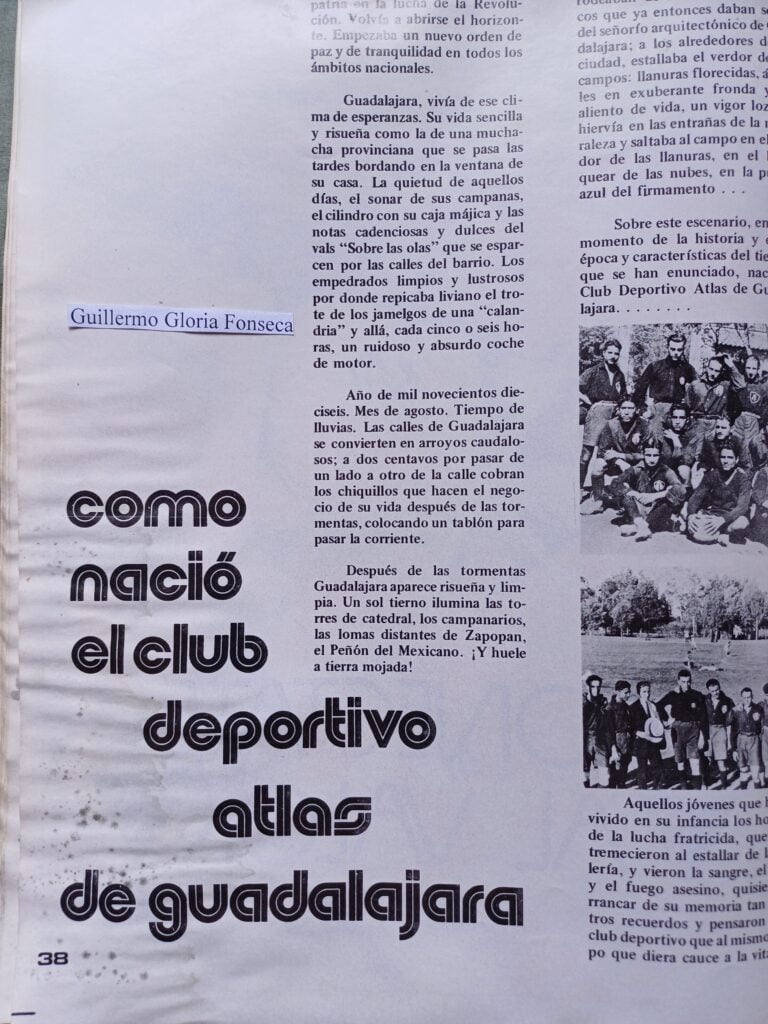 patria en la lucha de la Revolu-
ción. Volvía a abrirse el horizon-
te. Empezaba un nuevo orden de
paz y de tranquilidad en todos los
ámbitos nacionales.
Guadalajara, vivía de ese cli-
ma de esperanzas. Su vida sencilla
y risueña como la de una mucha-
cha provinciana que se pasa las
tardes bordando en la ventana de
su casa. La quietud de aquellos
días, el sonar de sus campanas,
el cilindro con su caja májica y las
notas cadenciosas y dulces del
vals “Sobre las olas” que se espar-
cen por las calles del barrio. Los
empedrados limpios y lustrosos
por donde repicaba liviano el tro-
te de los jamelgos de una “calan-
dria” y allá, cada cinco o seis ho-
ras, un ruidoso y absurdo coche
de motor.
Año de mil novecientos die-
ciseis. Mes de agosto. Tiempo de
lluvias. Las calles de Guadalajara
se convierten en arroyos caudalo-
sos; a dos centavos por pasar de
un lado a otro de la calle cobran
los chiquillos que hacen el nego-
cio de su vida después de las tor-
mentas, colocando un tablón para
pasar la corriente.
Después de las tormentas
Guadalajara aparece risueña y lim-
pia. Un sol tierno ilumina las to-
rres de catedral, los campanarios,
las lomas distantes de Zapopan,
el Peñón del Mexicano. ¡Y huele
a tierra mojada!
Guillermo Gloria Fonseca
como
nació
el club
deportivo
atlas
de guadalajara
38
cos que ya entonces daban
del señorío arquitectónico de
dalajara; a los alrededores
ciudad, estallaba el verdor
campos: llanuras florecidas,
les en exuberante fronda y
aliento de vida, un vigor
hervía en las entrañas de la
raleza y saltaba al campo en el
dor de las llanuras, en el
quear de las nubes, en la
azul del firmamento . . .
Sobre este escenario,
momento de la historia y
época y características del
que se han enunciado,
Club Deportivo Atlas de
lajara. . . . . . . .
Aquellos jóvenes que
vivido en su infancia los
de la lucha fratricida, que
tremecieron al estallar de
lería, y vieron la sangre, el
y el fuego asesino,
rrancar de su memoria tan
tros recuerdos y pensaron
club deportivo que al mismo
po que diera cauce a la